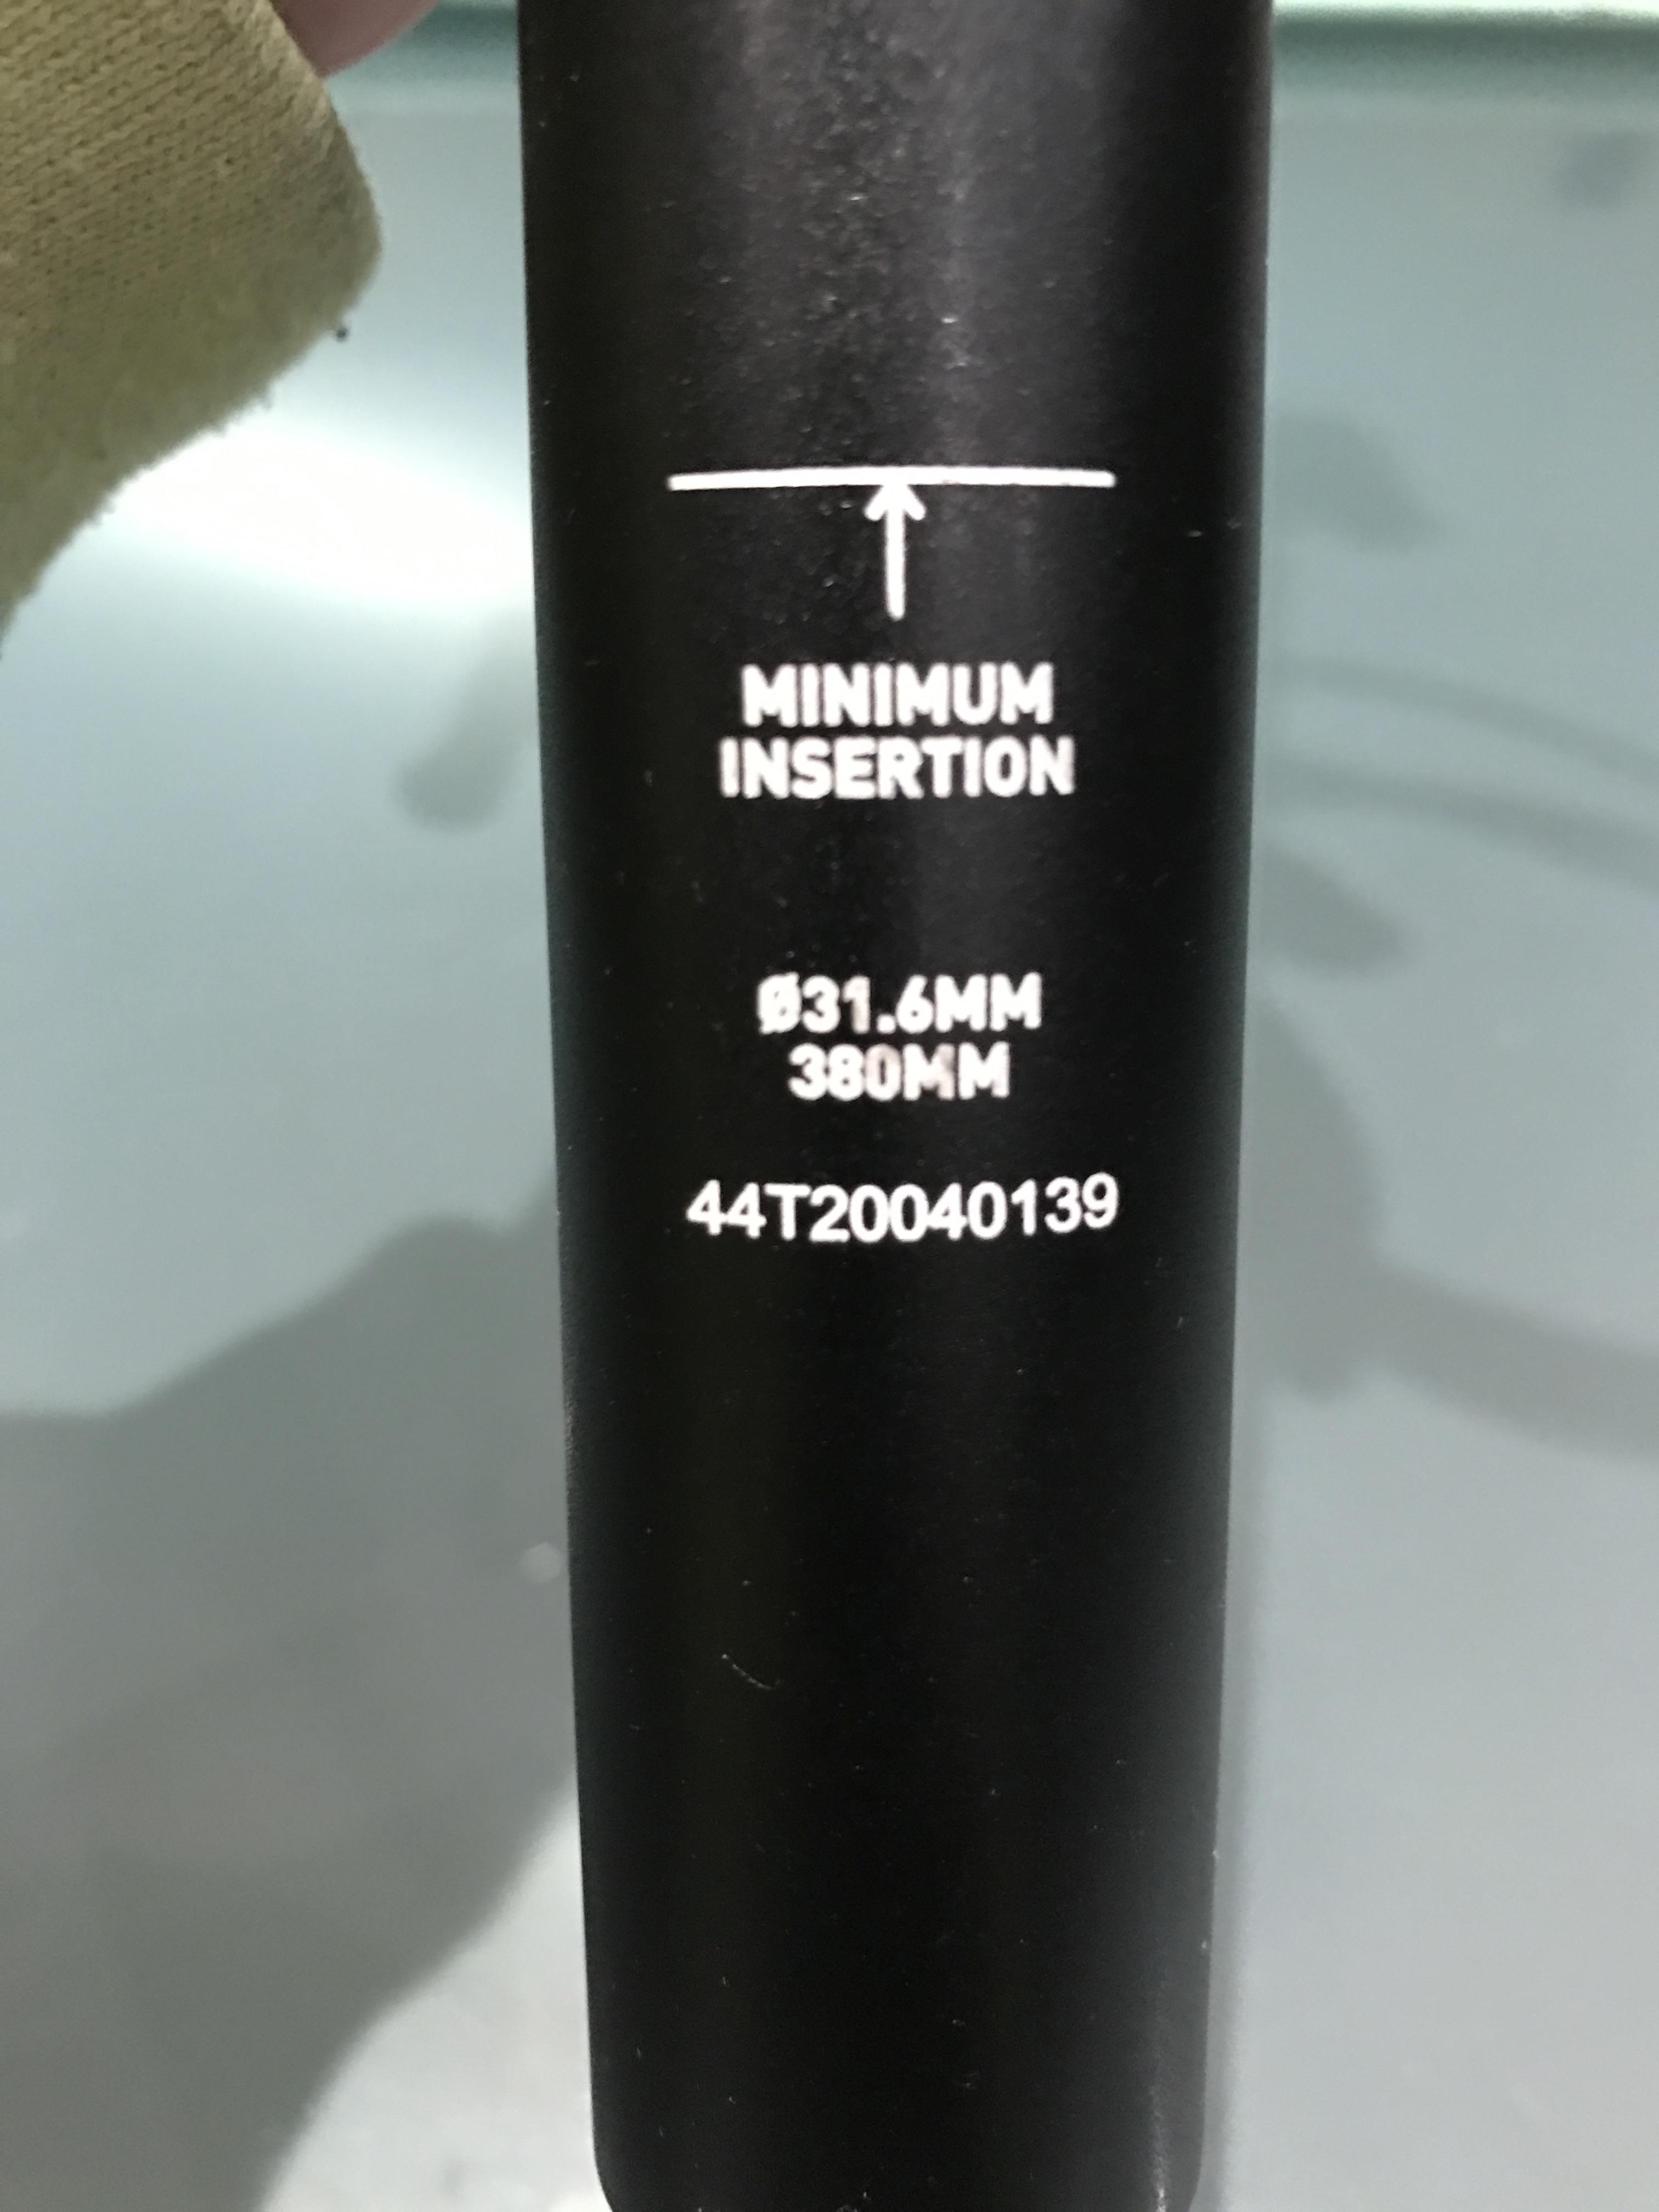 MINIMUM
INSERTION
Ø31.6MM
380MM
44T20040139